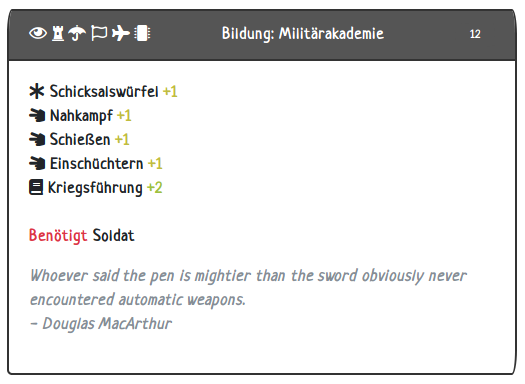 Bildung: Militärakademie 12
Schicksalswürfel +1
Nahkampf +1
Schießen +1
Einschüchtern +1
Kriegsführung +2
Benötigt Soldat
Whoever said the pen is mightier than the sword obviously never
encountered automatic weapons.
- Douglas MacArthur